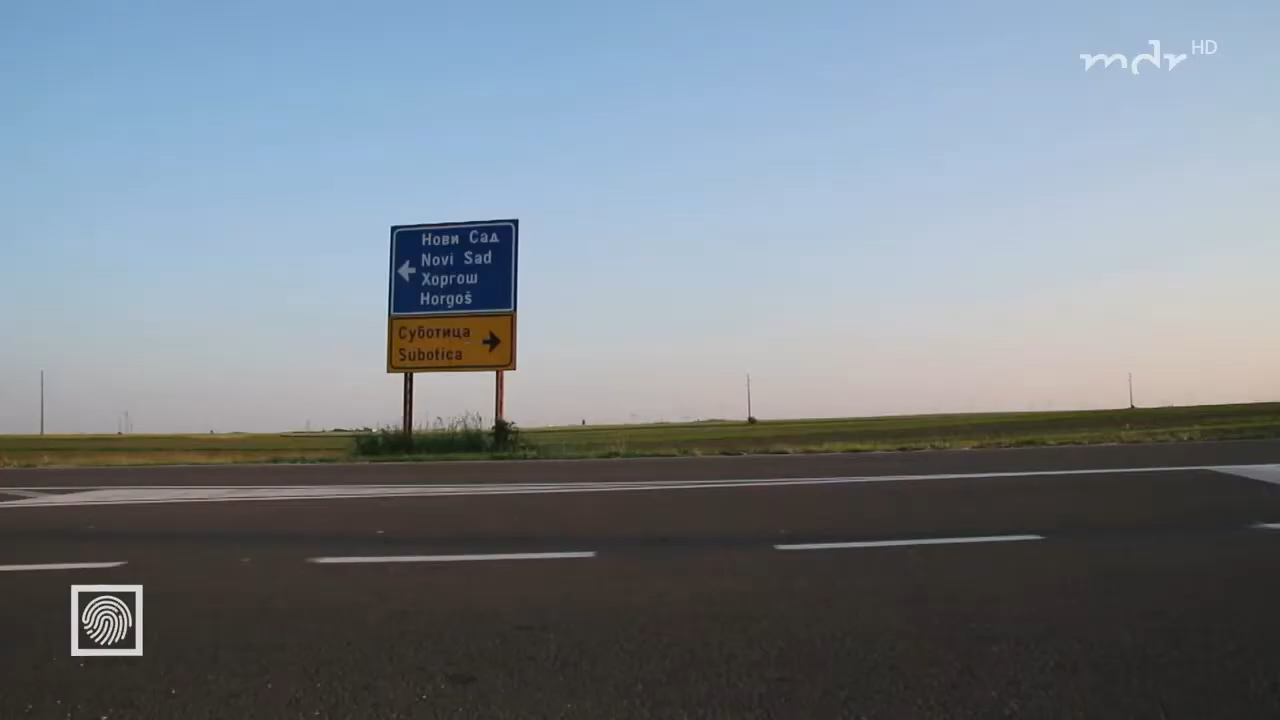 mdr HD
Нови Сад
Novi Sad
Хоргош
Horgoš
Суботица
Subotica